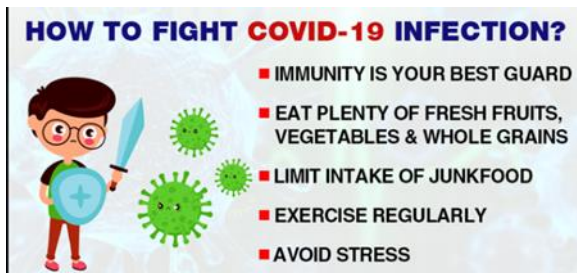 HOW TO FIGHT COVID-19 INFECTION?
IMMUNITY IS YOUR BEST GUARD
EAT PLENTY OF FRESH FRUITS,
VEGETABLES & WHOLE GRAINS
LIMIT INTAKE OF JUNKFOOD
EXERCISE REGULARLY
AVOID STRESS